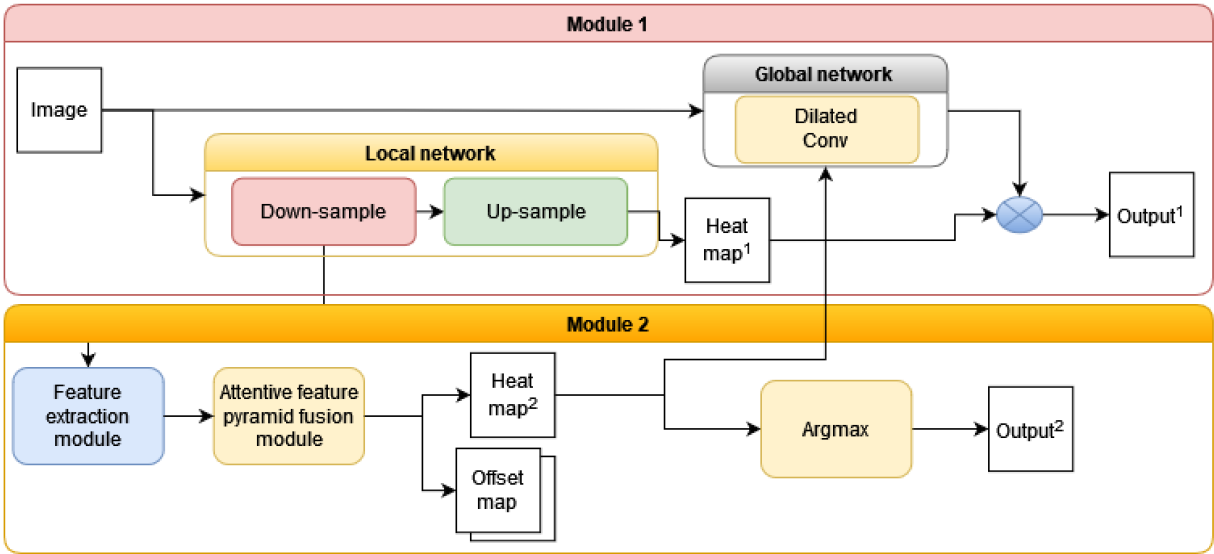 Module 1
Image
Global network
Dilated
Conv
Local network
Down-sample
Up-sample
Heat
map¹
Output¹
Module 2
Feature
extraction
module
Attentive feature
pyramid fusion
module
Heat
map²
Offset
map
Argmax
Output²